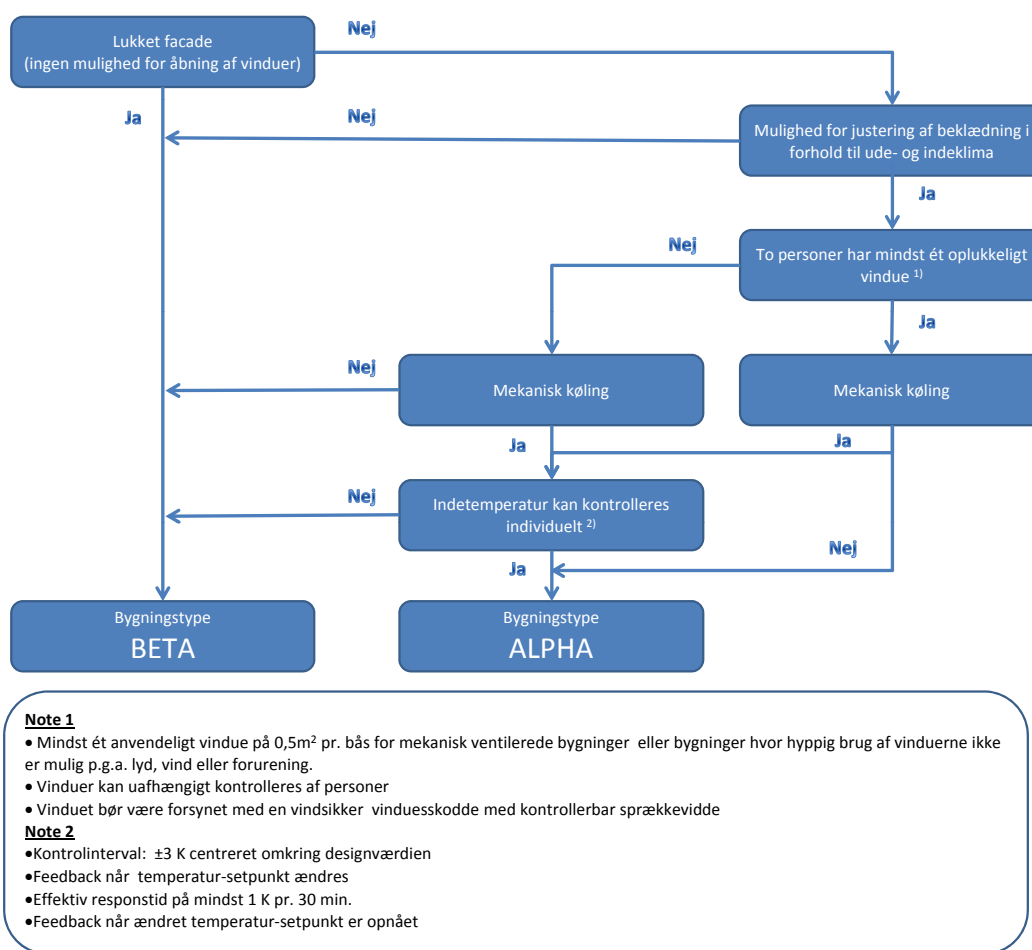 Lukket facade
(ingen mulighed for åbning af vinduer)
Nej
Ja
Nej
Mulighed for justering af beklædning i
forhold til ude- og indeklima
Ja
Nej
To personer har mindst ét oplukkeligt
vindue 1)
Ja
Nej
Mekanisk køling
Mekanisk køling
Ja
Ja
Nej
Indetemperatur kan kontrolleres
individuelt 2)
Nej
Ja
Bygningstype
BETA
Bygningstype
ALPHA
Note 1
• Mindst ét anvendeligt vindue på 0,5m² pr. bås for mekanisk ventilerede bygninger eller bygninger hvor hyppig brug af vinduerne ikke
er mulig p.g.a. lyd, vind eller forurening.
• Vinduer kan uafhængigt kontrolleres af personer
• Vinduet bør være forsynet med en vindsikker vinduesskodde med kontrollerbar sprækkevidde
Note 2
•Kontrolinterval: ±3 K centreret omkring designværdien
•Feedback når temperatur-setpunkt ændres
•Effektiv responstid på mindst 1 K pr. 30 min.
•Feedback når ændret temperatur-setpunkt er opnået